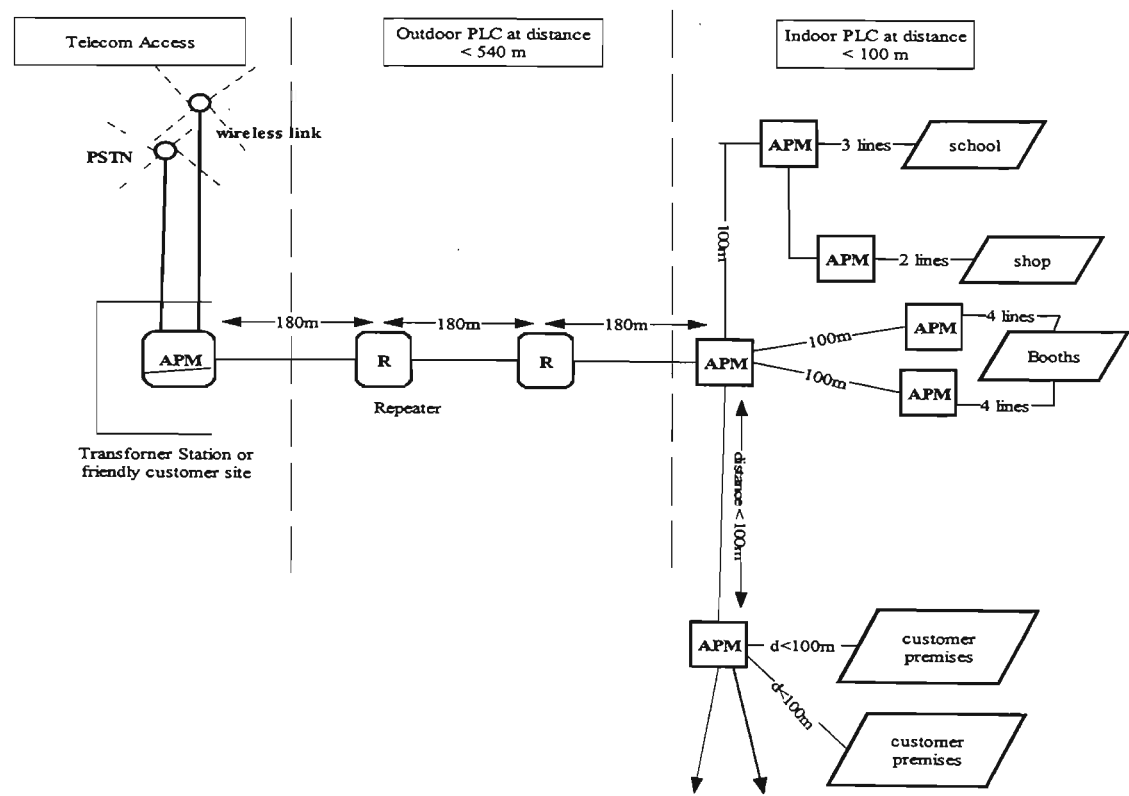 Telecom Access
Outdoor PLC at distance
< 540 m
Indoor PLC at distance
< 100 m
wireless link
PSTN
APM
3 lines
school
100m
APM
2 lines
shop
180m
180m
180m
APM
4 lines
100m
Booths
APM
R
R
APM
100m
APM
4 lines
Repeater
Transforner Station or
friendly customer site
distance < 100m
APM
d<100m
customer
premises
d<100m
customer
premises